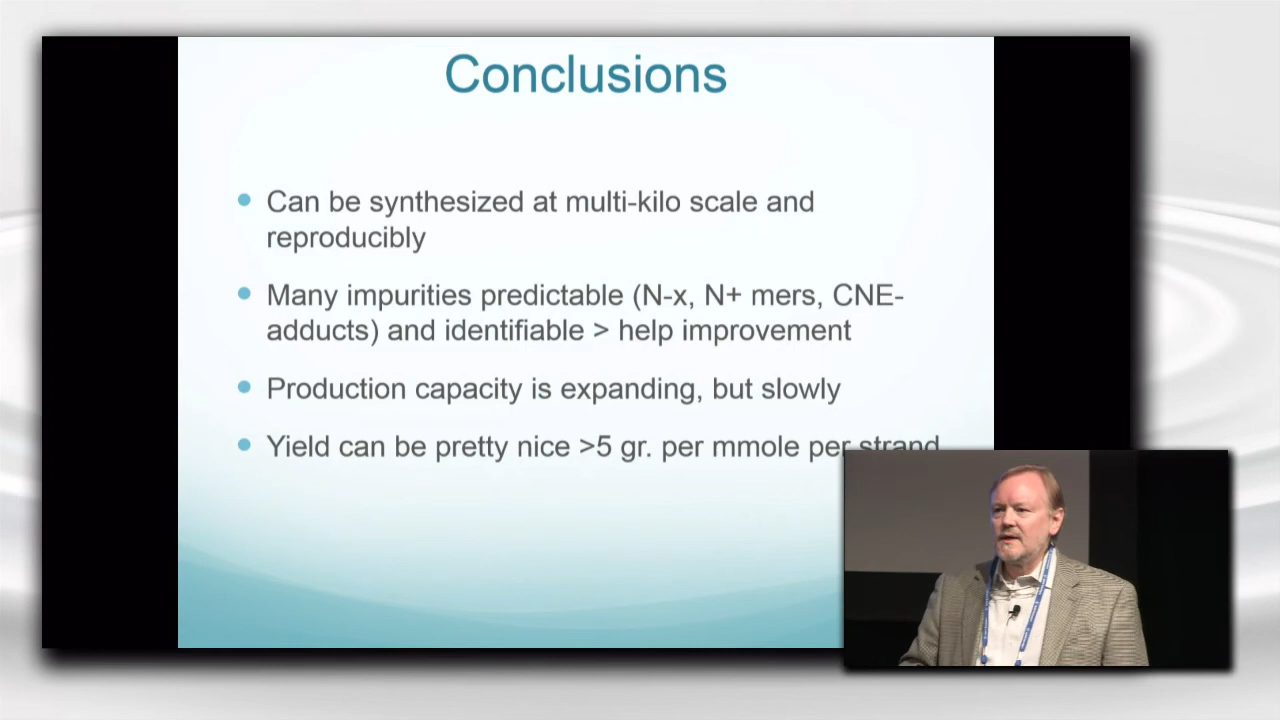 Conclusions
Can be synthesized at multi-kilo scale and
reproducibly
Many impurities predictable (N-x, N+ mers, CNE-
adducts) and identifiable > help improvement
Production capacity is expanding, but slowly
Yield can be pretty nice >5 gr. per mmole per strand